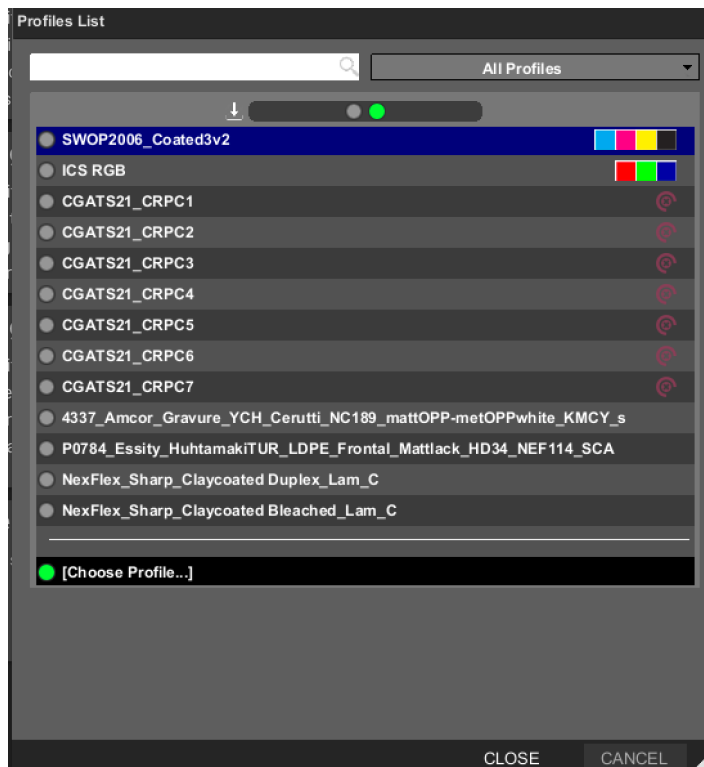 Profiles List
All Profiles
SWOP2006_Coated3v2
ICS RGB
CGATS21_CRPC1
CGATS21_CRPC2
CGATS21_CRPC3
CGATS21_CRPC4
CGATS21_CRPC5
CGATS21_CRPC6
CGATS21_CRPC7
4337_Amcor_Gravure_YCH_Cerutti_NC189_mattOPP-metOPPwhite_KMCY_s
P0784_Essity_HuhtamakiTUR_LDPE_Frontal_Mattlack_HD34_NEF114_SCA
NexFlex_Sharp_Claycoated Duplex_Lam_C
NexFlex_Sharp_Claycoated Bleached_Lam_C
[Choose Profile...]
CLOSE CANCEL